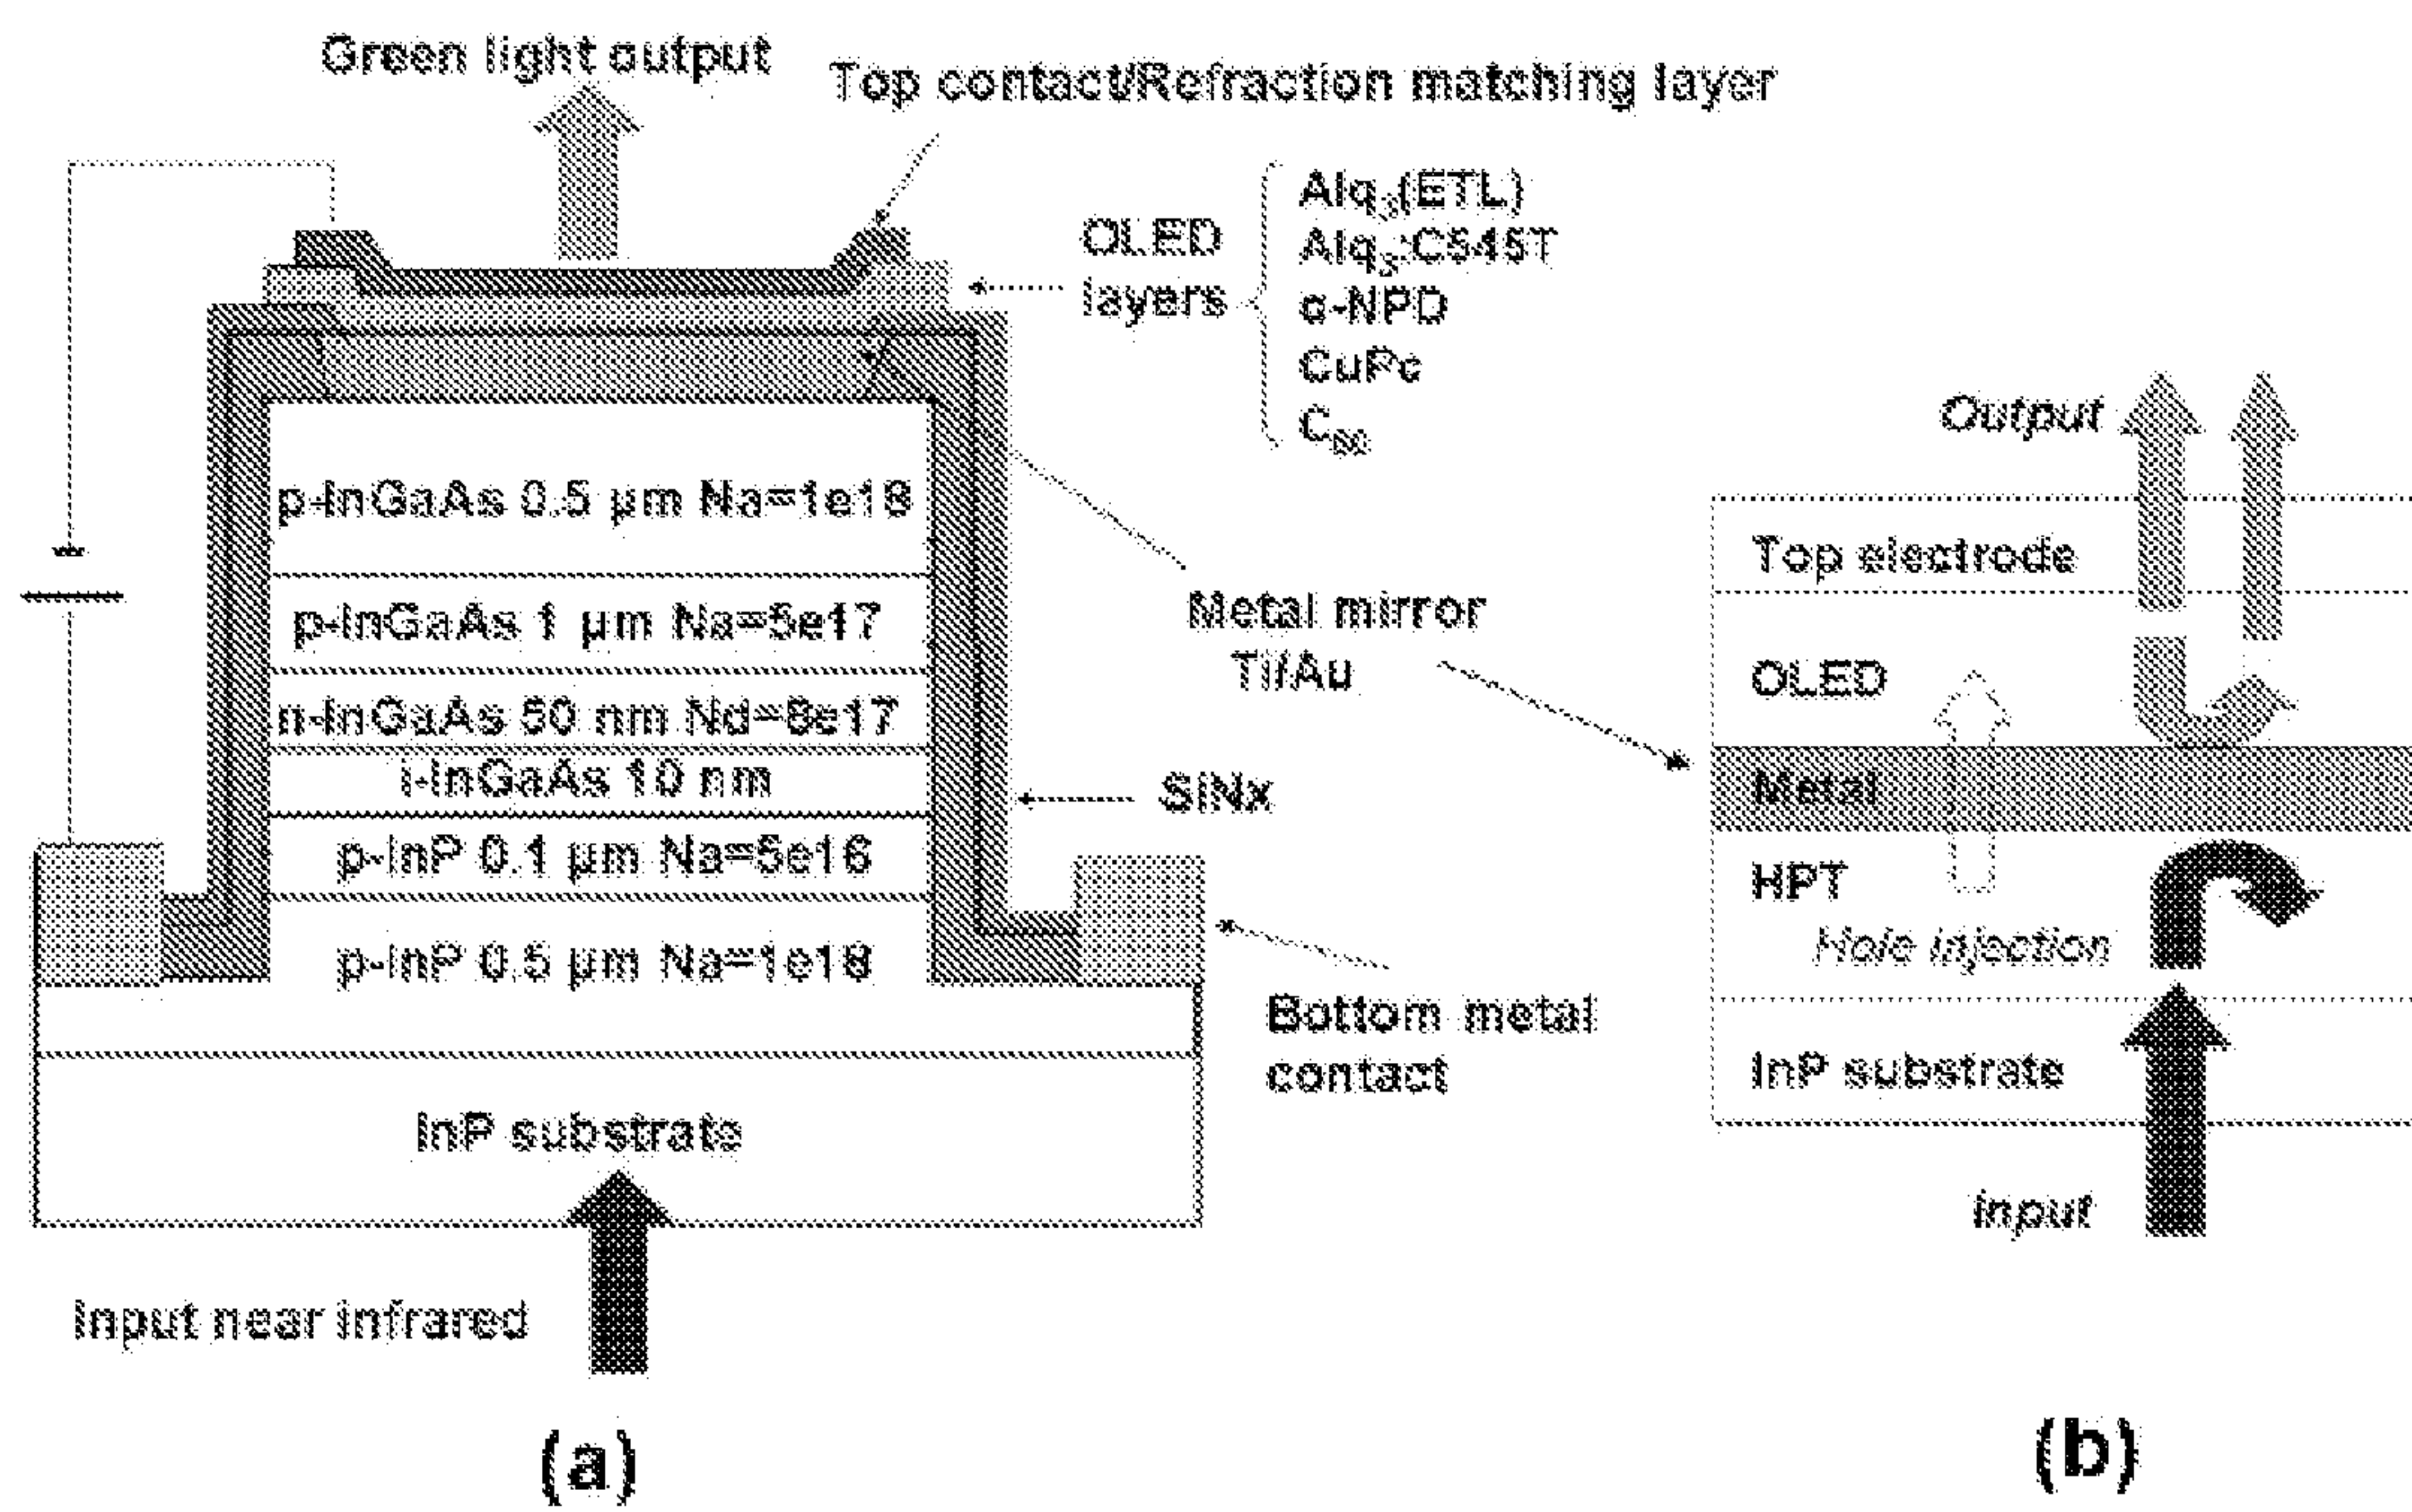 Green light output
Top contact/Refraction matching layer
OLED
layers
Alq3(ETL)
Alq3:C545T
α-NPD
CuPc
C60
p-InGaAs 0.5 µm Na=1e18
p-InGaAs 1 µm Na=5e17
n-InGaAs 50 nm Nd=8e17
i-InGaAs 10 nm
p-InP 0.1 µm Na=5e16
p-InP 0.5 µm Na=1e18
InP substrate
Input near infrared
Metal mirror
Ti/Au
SiNx
Bottom metal
contact
(a)
Output
Top electrode
OLED
Metal
HPT
Hole injection
InP substrate
input
(b)